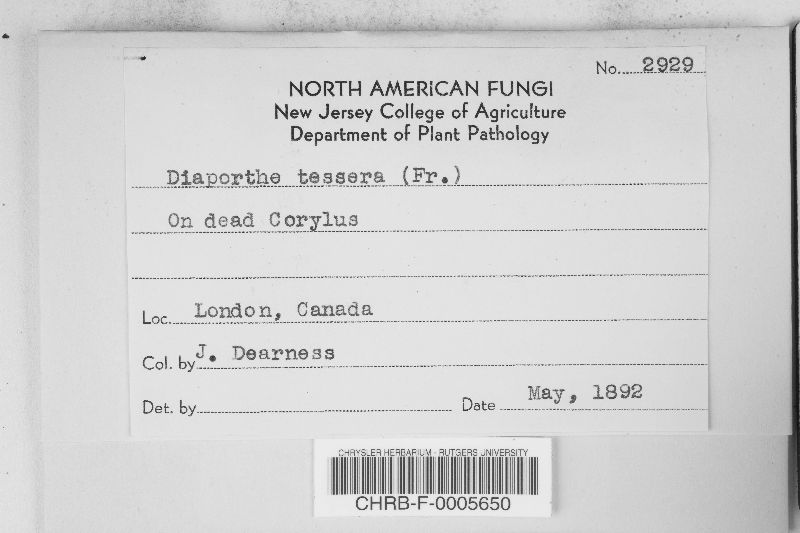 No. 2929
NORTH AMERICAN FUNGI
New Jersey College of Agriculture
Department of Plant Pathology
Diaporthe tessera (Fr.)
On dead Corylus
Loc. London, Canada
Col. by J. Dearness
Det. by Date May, 1892
CHRYSLER HERBARIUM - RUTGERS UNIVERSITY
CHRB-F-0005650